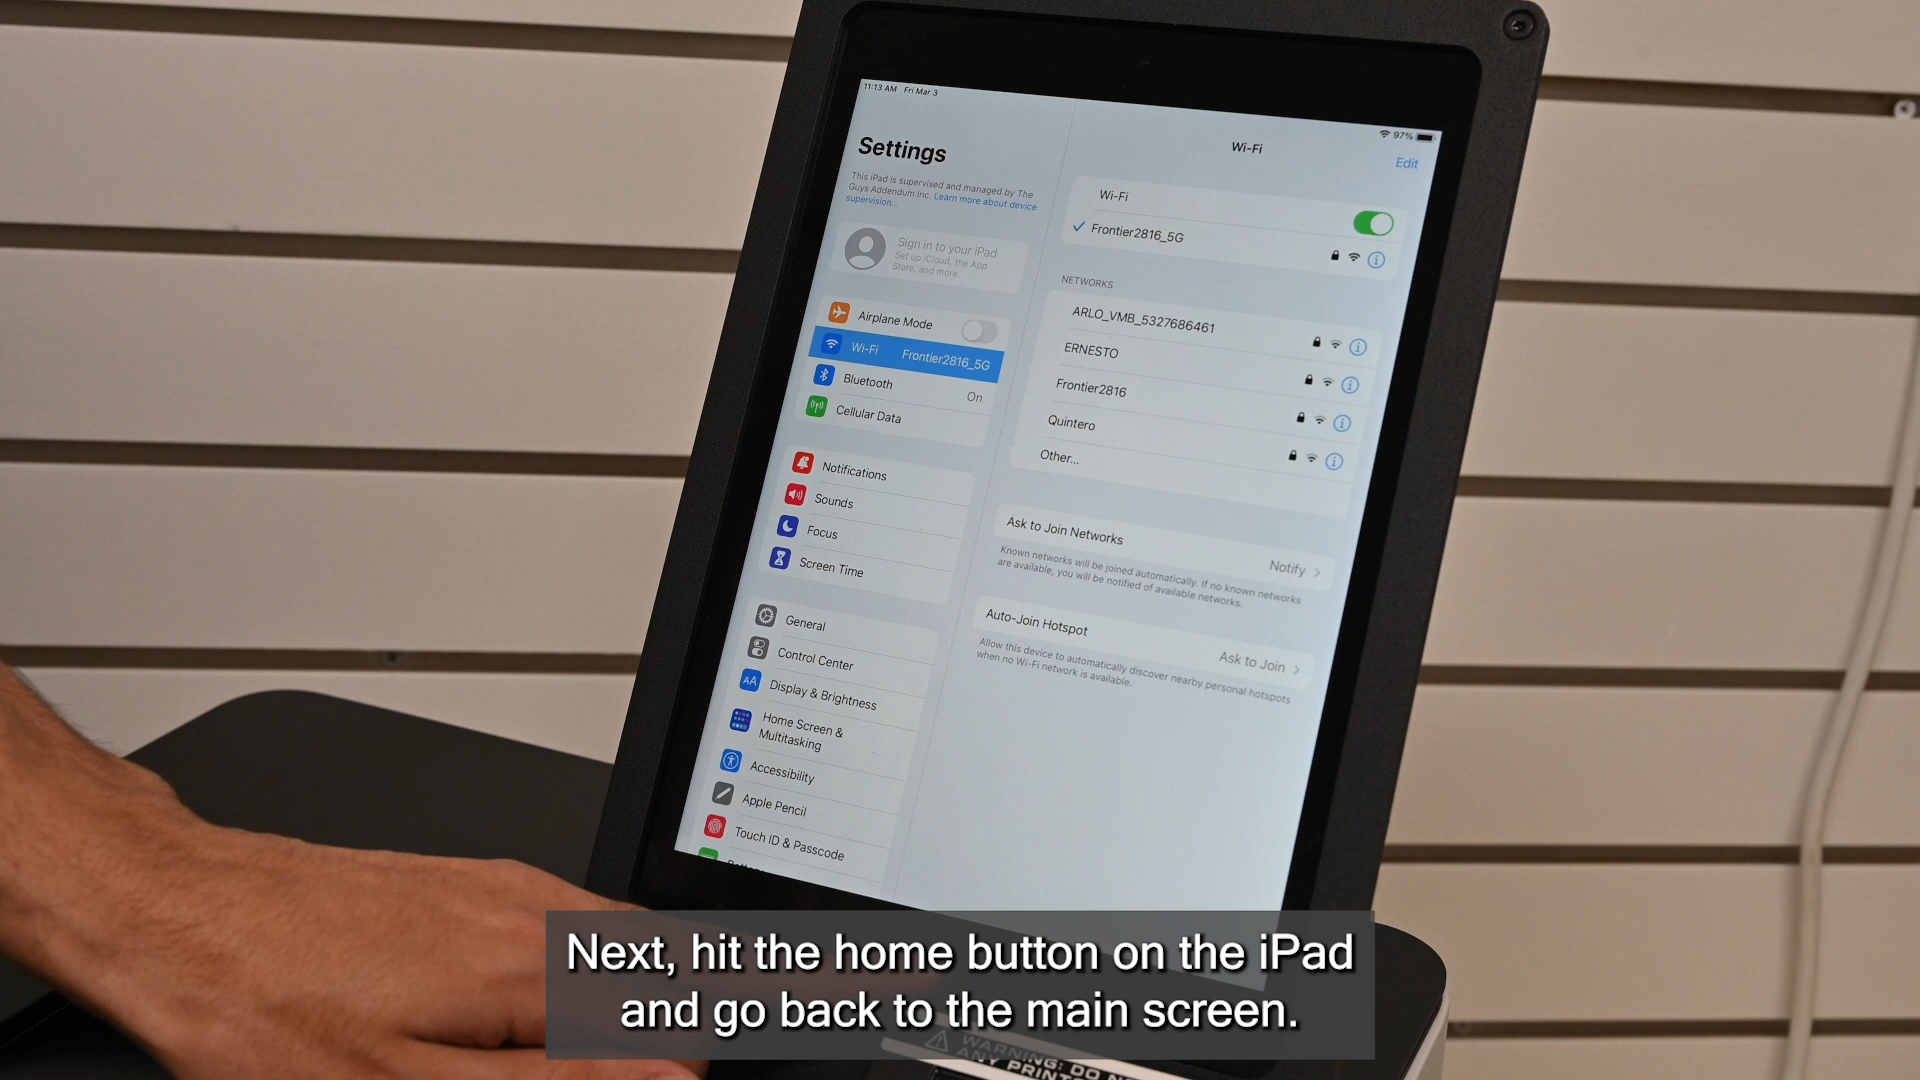 11:13 AM Fri Mar 3
97%
Settings
This iPad is supervised and managed by The
Guys Addendum Inc. Learn more about device
supervision...
Sign in to your iPad
Set up iCloud, the App
Store, and more.
Airplane Mode
Wi-Fi Frontier2816_5G
Bluetooth On
Cellular Data
Notifications
Sounds
Focus
Screen Time
General
Control Center
AA Display & Brightness
Home Screen &
Multitasking
Accessibility
Apple Pencil
Touch ID & Passcode
Wi-Fi
Edit
Wi-Fi
Frontier2816_5G
NETWORKS
ARLO_VMB_5327686461
ERNESTO
Frontier2816
Quintero
Other...
Ask to Join Networks
Notify
Known networks will be joined automatically. If no known networks
are available, you will be notified of available networks.
Auto-Join Hotspot
Ask to Join
Allow this device to automatically discover nearby personal hotspots
when no Wi-Fi network is available.
Next, hit the home button on the iPad
and go back to the main screen.
WARNING: DO
ANY